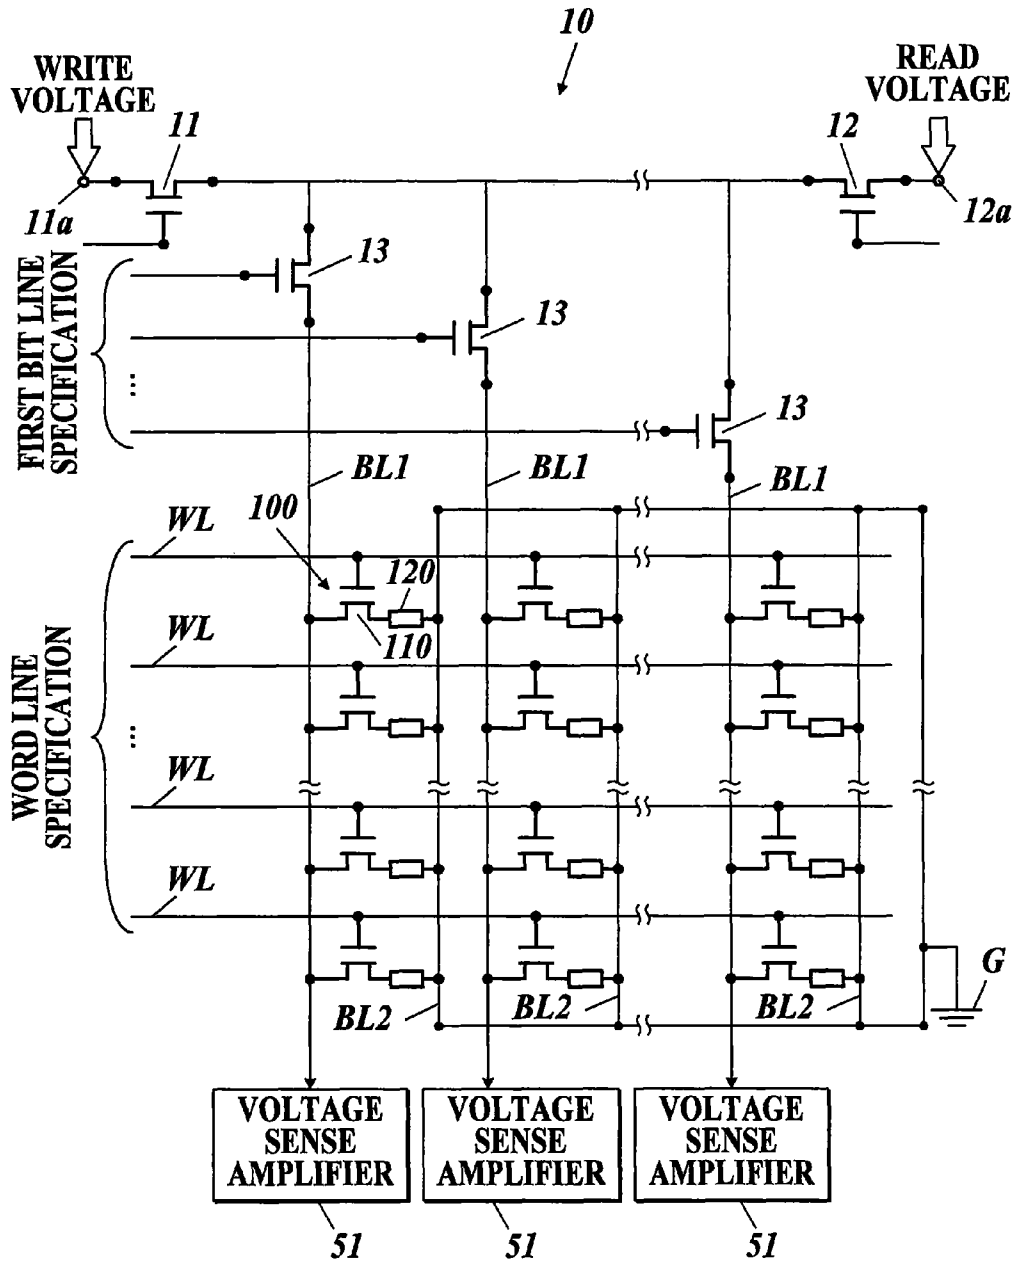 10
WRITE
VOLTAGE
READ
VOLTAGE
11
12
11a
12a
FIRST BIT LINE
SPECIFICATION
13
13
...
13
BL1
BL1
BL1
WORD LINE
SPECIFICATION
WL
100
120
110
WL
...
WL
WL
G
BL2
BL2
BL2
VOLTAGE
SENSE
AMPLIFIER
VOLTAGE
SENSE
AMPLIFIER
VOLTAGE
SENSE
AMPLIFIER
51
51
51